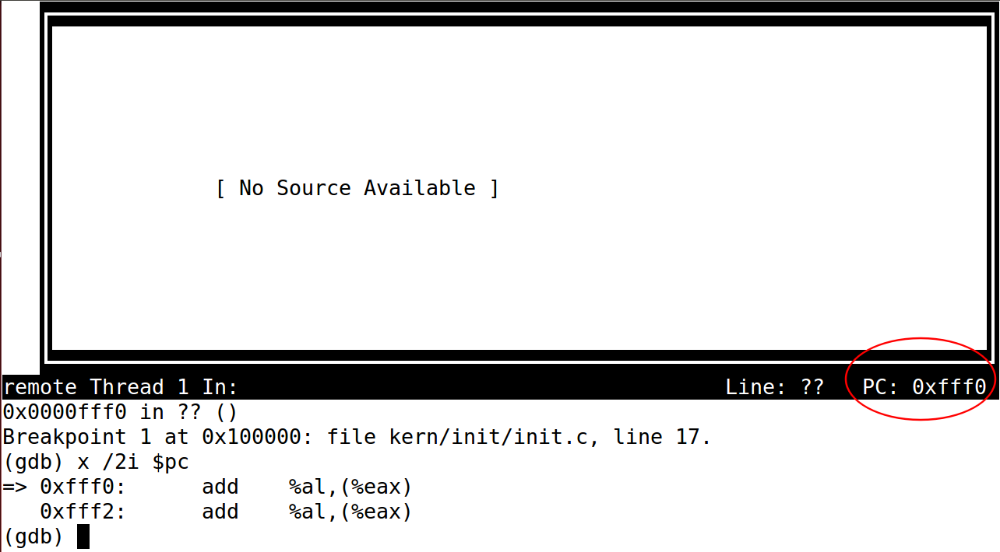 [ No Source Available ]
remote Thread 1 In: Line: ?? PC: 0xfff0
0x0000fff0 in ?? ()
Breakpoint 1 at 0x100000: file kern/init/init.c, line 17.
(gdb) x /2i $pc
=> 0xfff0: add %al,(%eax)
0xfff2: add %al,(%eax)
(gdb)